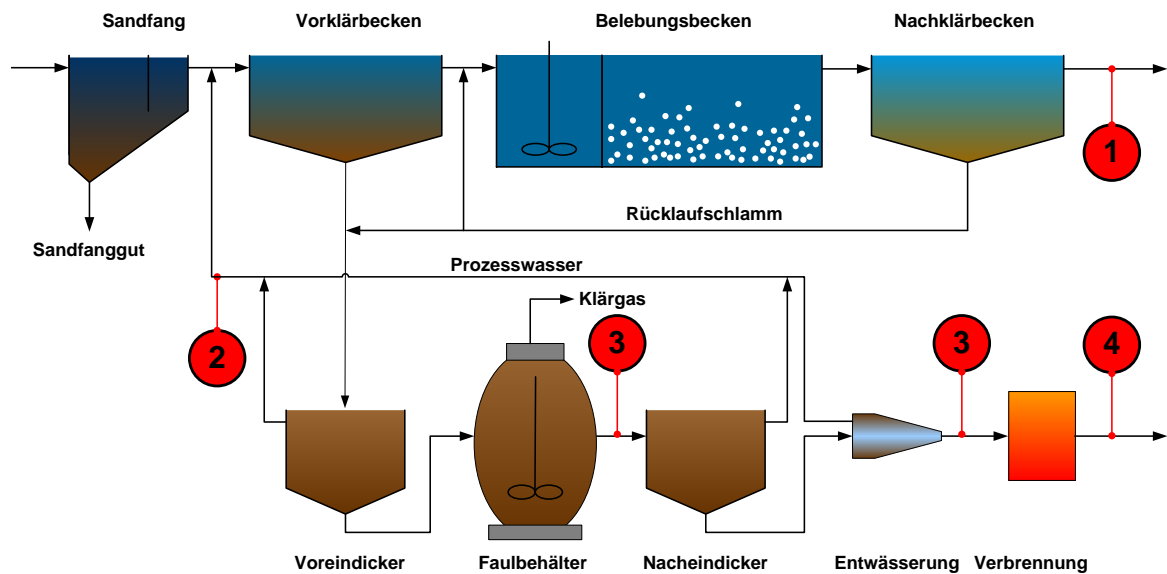 Sandfang
Vorklärbecken
Belebungsbecken
Nachklärbecken
1
Rücklaufschlamm
Sandfanggut
Prozesswasser
Klärgas
2
3
3
4
Voreindicker
Faulbehälter
Nacheindicker
Entwässerung
Verbrennung